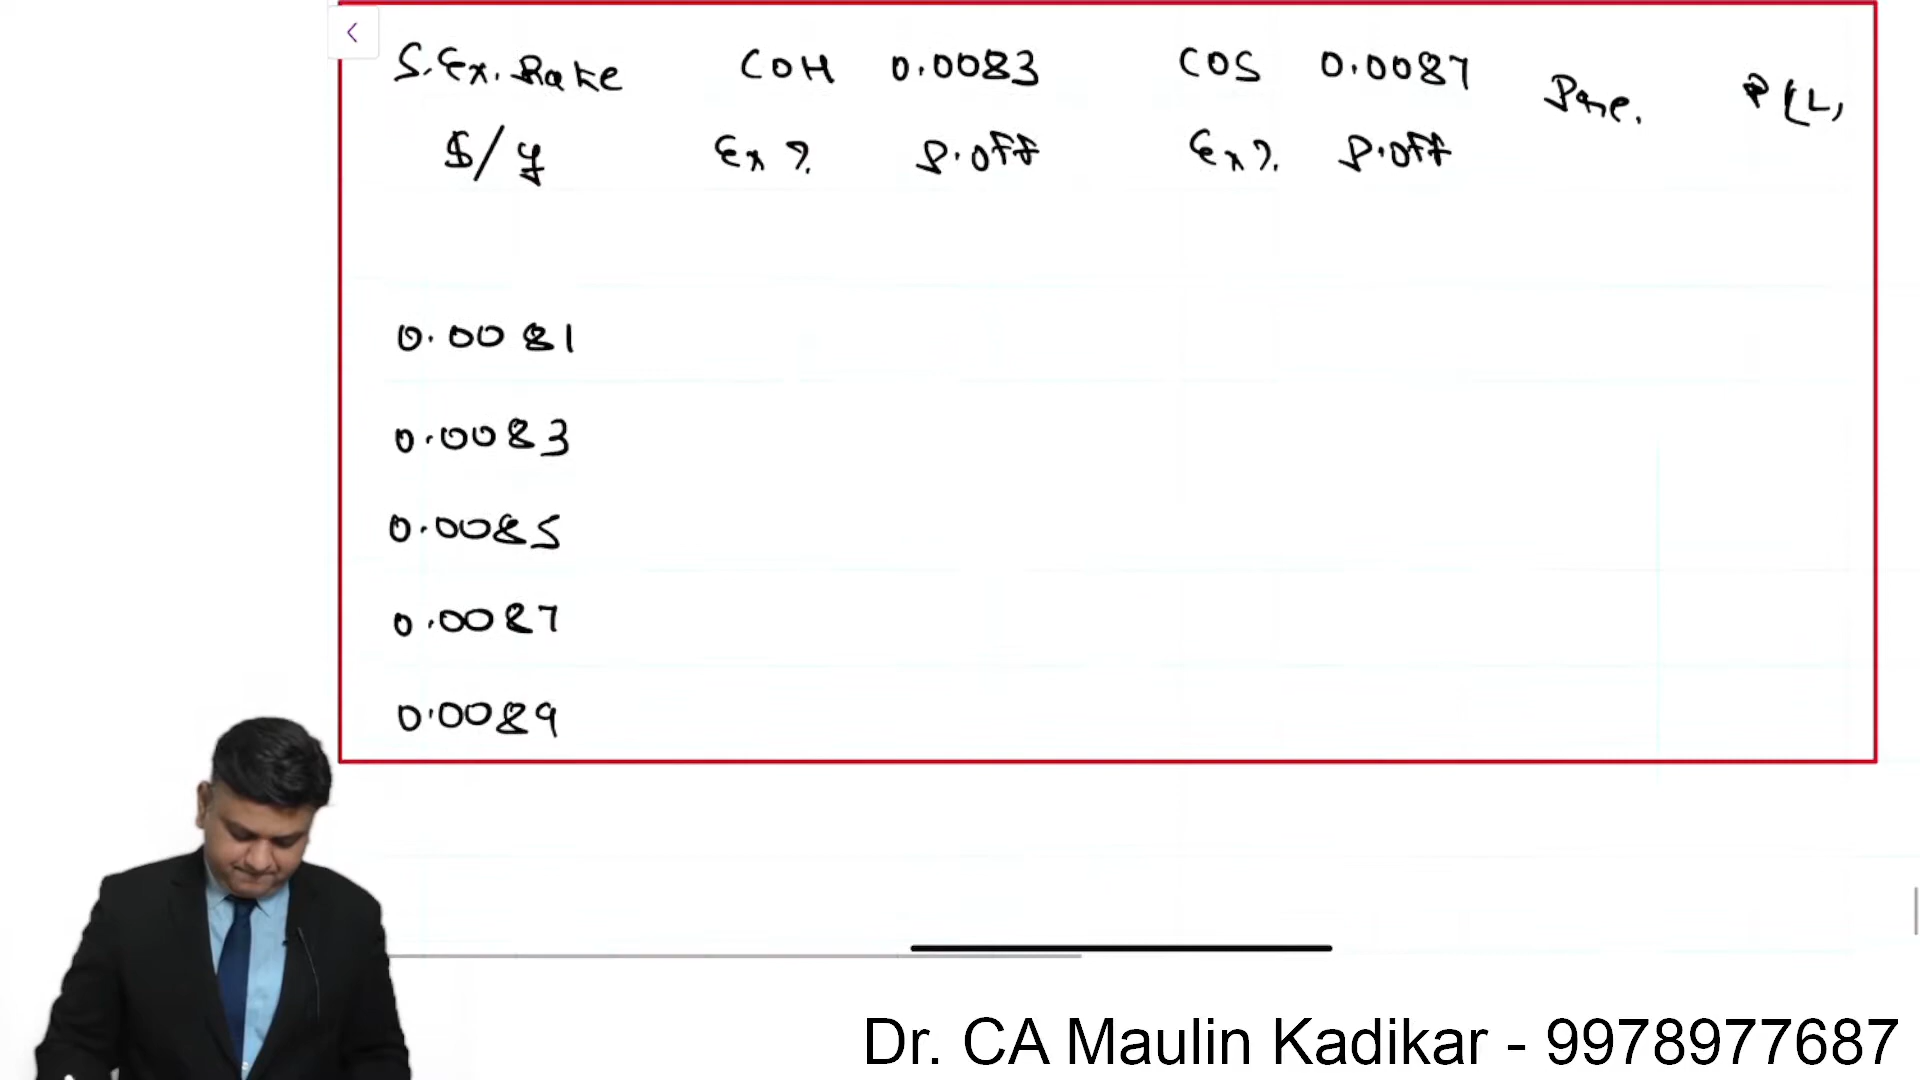 S.Ex. Rate COH 0.0083 COS 0.0087 Pre. P(L)
$/¥ Ex ?. P.off Ex ?. P.off
0.0081
0.0083
0.0085
0.0087
0.0089
Dr. CA Maulin Kadikar - 9978977687